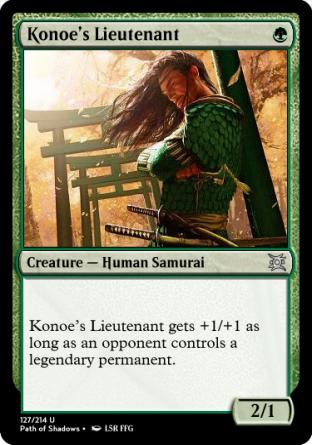 Konoe's Lieutenant
Creature — Human Samurai
Konoe's Lieutenant gets +1/+1 as
long as an opponent controls a
legendary permanent.
2/1
127/214 U
Path of Shadows • L5R FFG